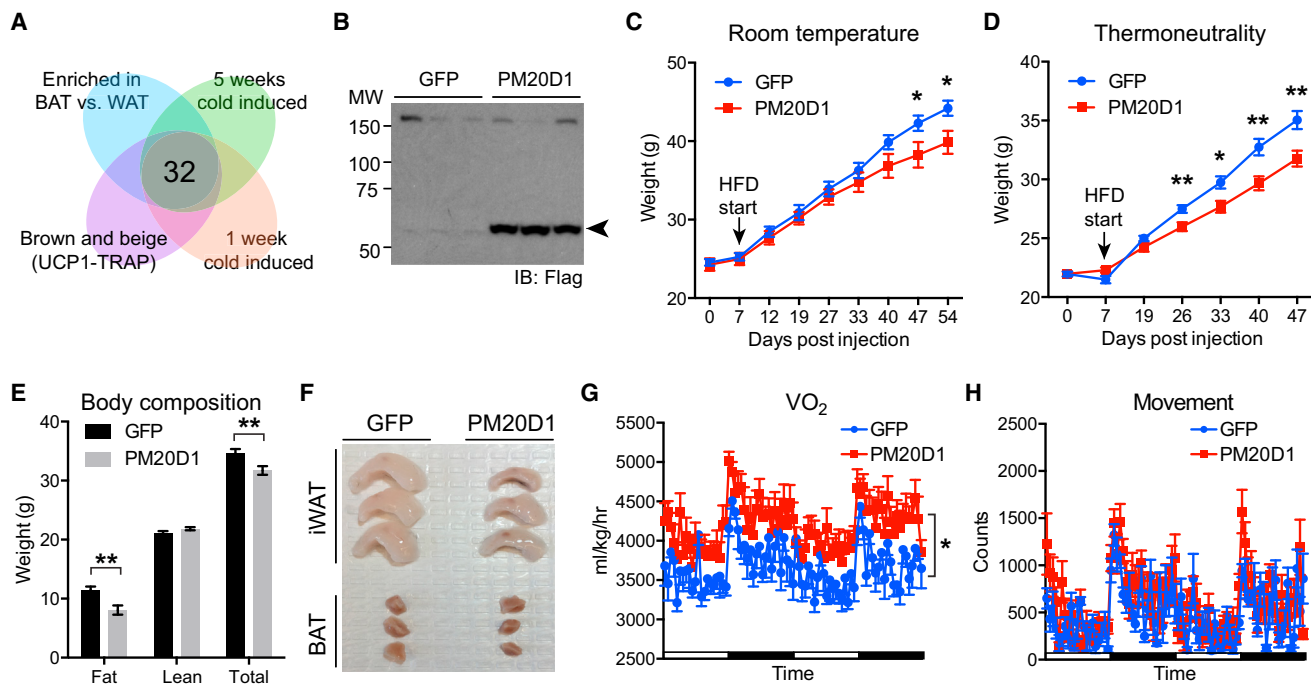 A
Enriched in
BAT vs. WAT
5 weeks
cold induced
32
Brown and beige
(UCP1-TRAP)
1 week
cold induced
B
GFP
PM20D1
MW
150
100
75
50
IB: Flag
C
Room temperature
GFP
PM20D1
Weight (g)
60
50
40
30
20
HFD
start
*
*
0 7 12 19 27 33 40 47 54
Days post injection
D
Thermoneutrality
GFP
PM20D1
Weight (g)
40
35
30
25
20
HFD
start
**
*
**
**
0 7 19 26 33 40 47
Days post injection
E
Body composition
GFP
PM20D1
Weight (g)
40
30
20
10
0
**
**
Fat Lean Total
F
GFP
PM20D1
iWAT
BAT
G
VO2
GFP
PM20D1
ml/kg/hr
5500
5000
4500
4000
3500
3000
2500
*
Time
H
Movement
GFP
PM20D1
Counts
2500
2000
1500
1000
500
0
Time